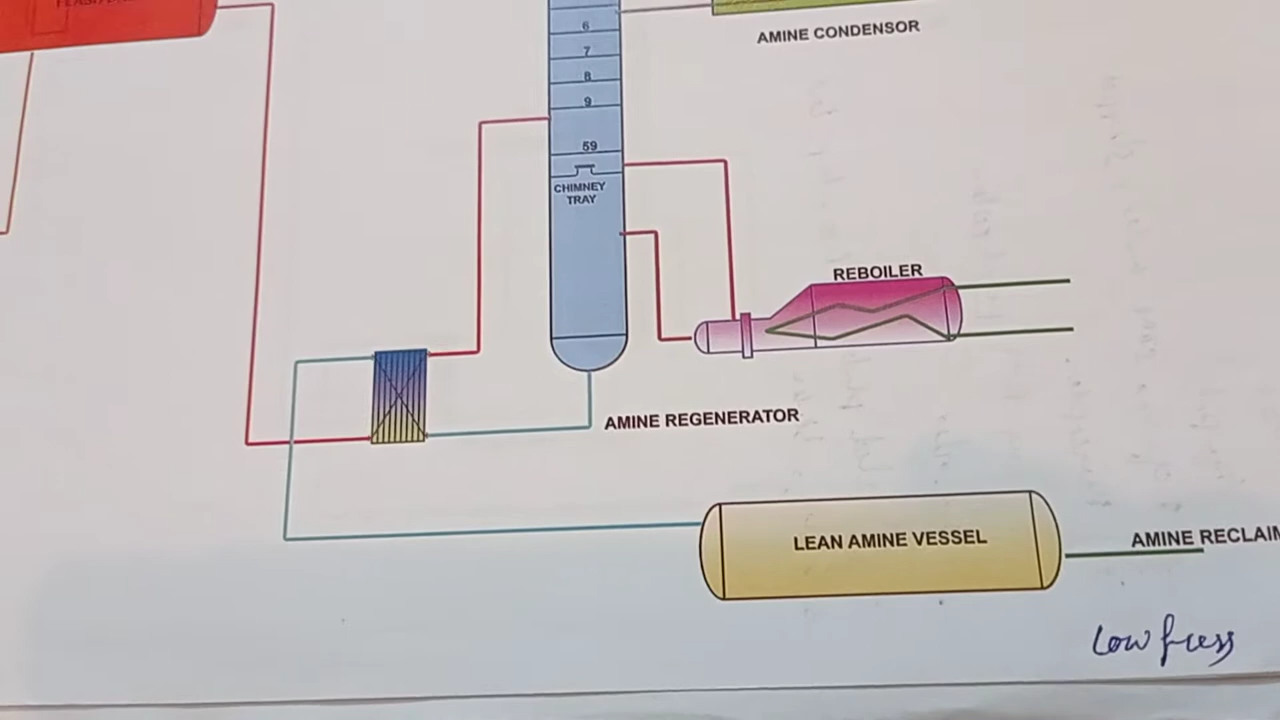 AMINE CONDENSOR
6
7
8
9
59
CHIMNEY
TRAY
REBOILER
AMINE REGENERATOR
LEAN AMINE VESSEL
AMINE RECLAIM
Low Press